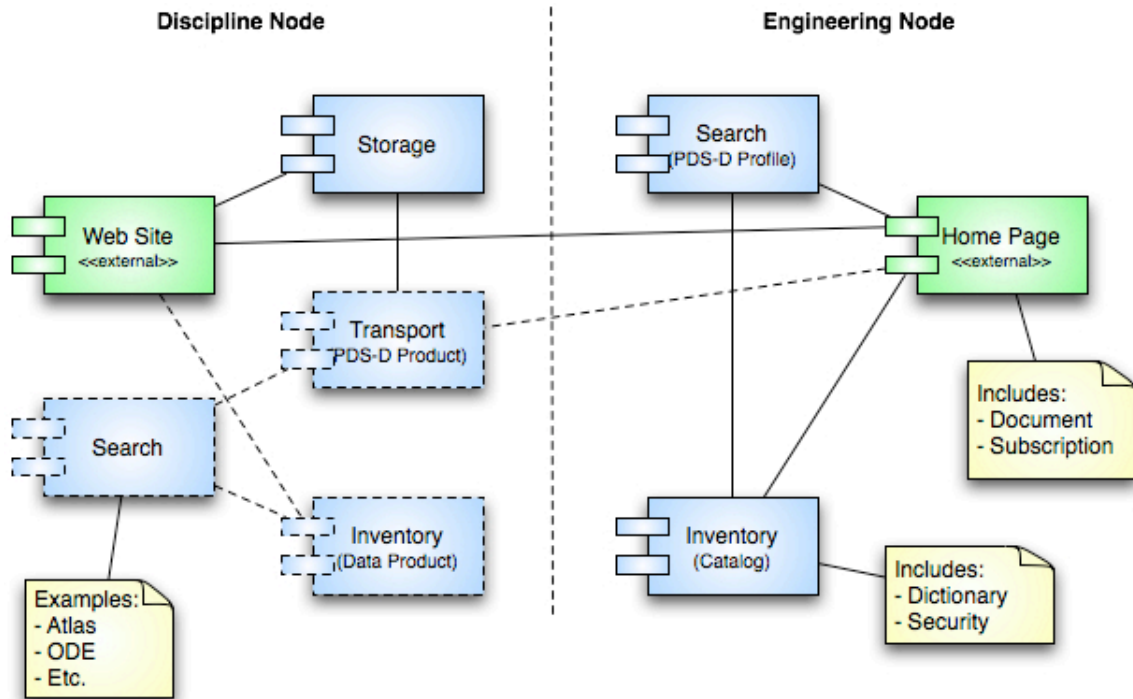 Discipline Node
Engineering Node
Storage
Search
(PDS-D Profile)
Web Site
<<external>>
Home Page
<<external>>
Transport
(PDS-D Product)
Includes:
- Document
- Subscription
Search
Inventory
(Data Product)
Inventory
(Catalog)
Includes:
- Dictionary
- Security
Examples:
- Atlas
- ODE
- Etc.